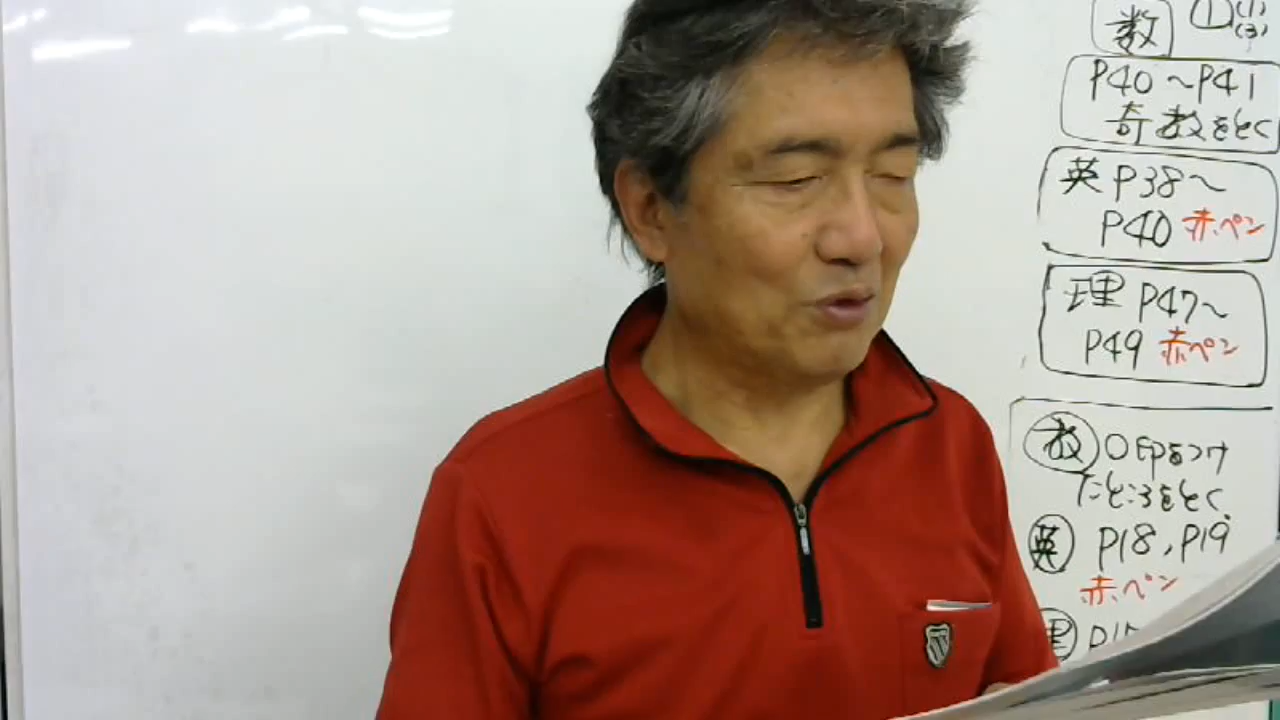 数 ① (1)
(3)
P40～P41
奇数をとく
英 P38～
P40 赤ペン
理 P47～
P49 赤ペン
数 ○印をつけ
たところをとく
英 P18, P19
赤ペン